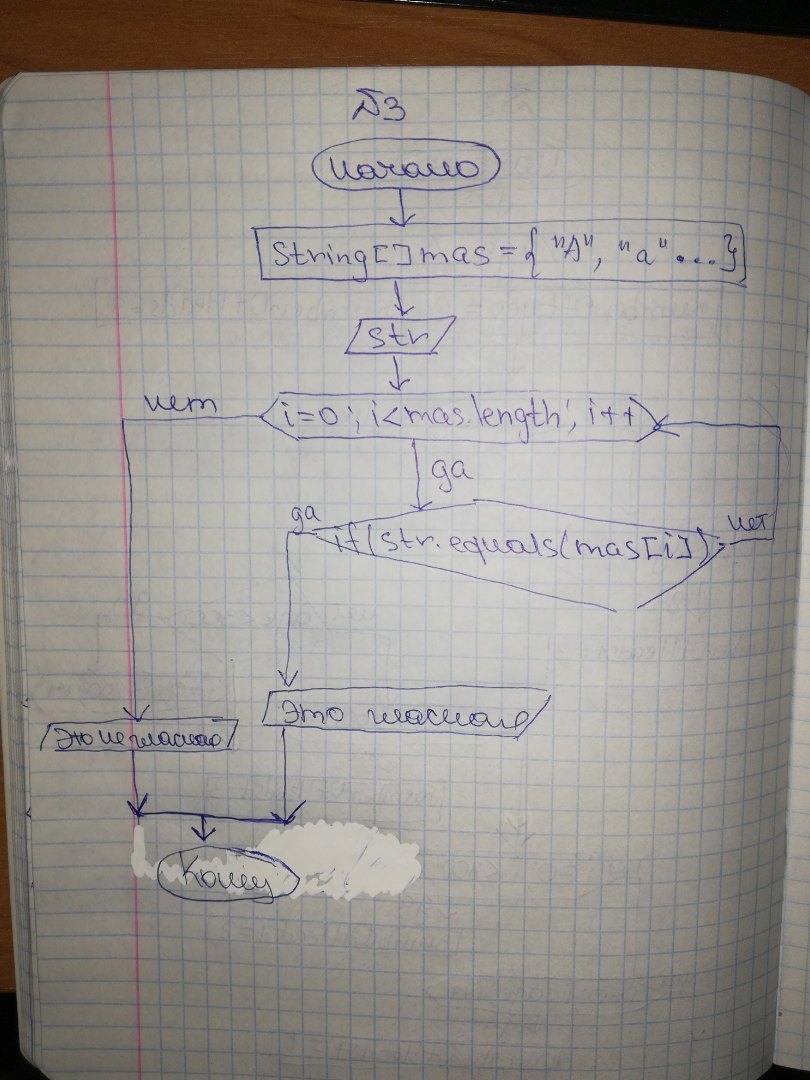 №3
Начало
String[] mas = { "А", "а" ...}
str
нет
i=0; i<mas.length; i++
да
да
if(str.equals(mas[i])
нет
Это гласная
Это не гласная
Конец